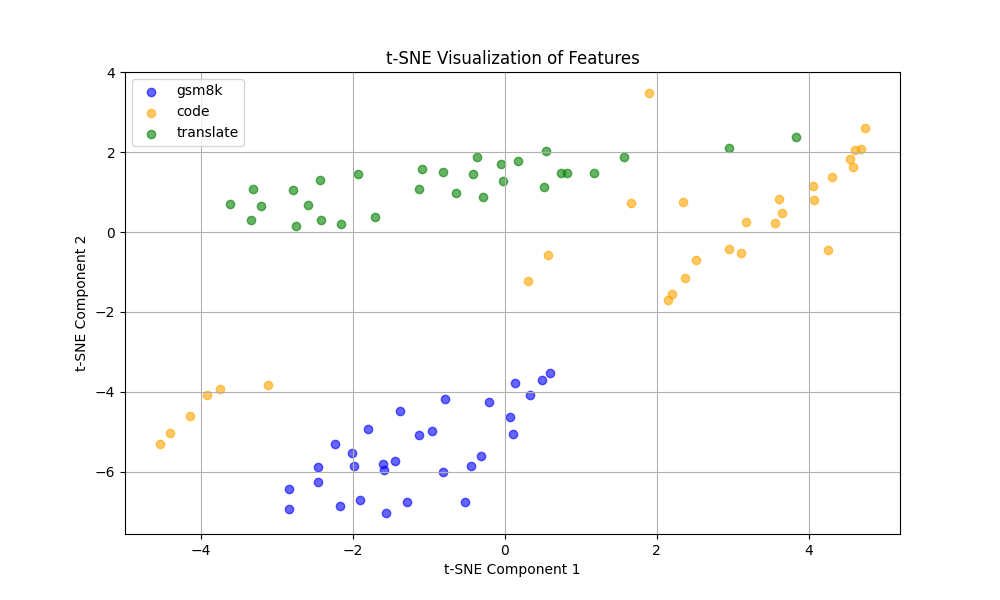 t-SNE Visualization of Features
gsm8k
code
translate
4
2
0
−2
−4
−6
t-SNE Component 2
−4
−2
0
2
4
t-SNE Component 1